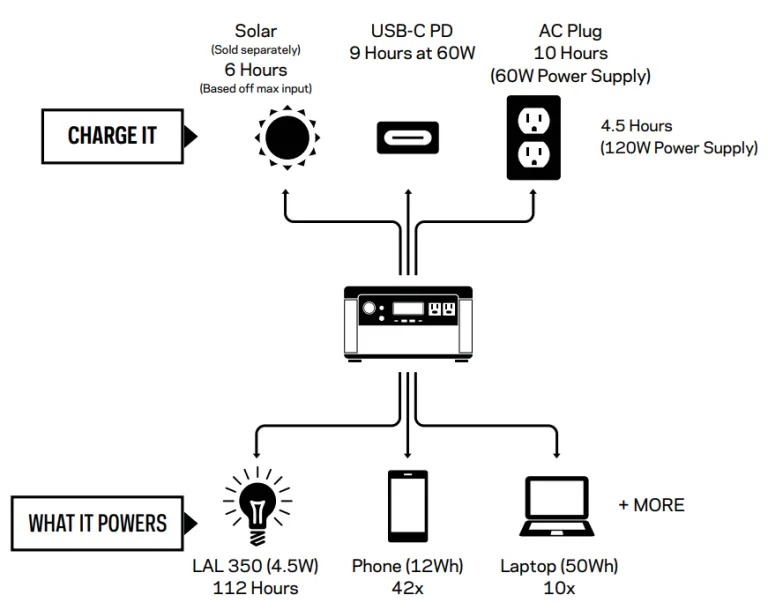 Solar
(Sold separately)
6 Hours
(Based off max input)
USB-C PD
9 Hours at 60W
AC Plug
10 Hours
(60W Power Supply)
4.5 Hours
(120W Power Supply)
CHARGE IT
WHAT IT POWERS
LAL 350 (4.5W)
112 Hours
Phone (12Wh)
42x
Laptop (50Wh)
10x
+ MORE